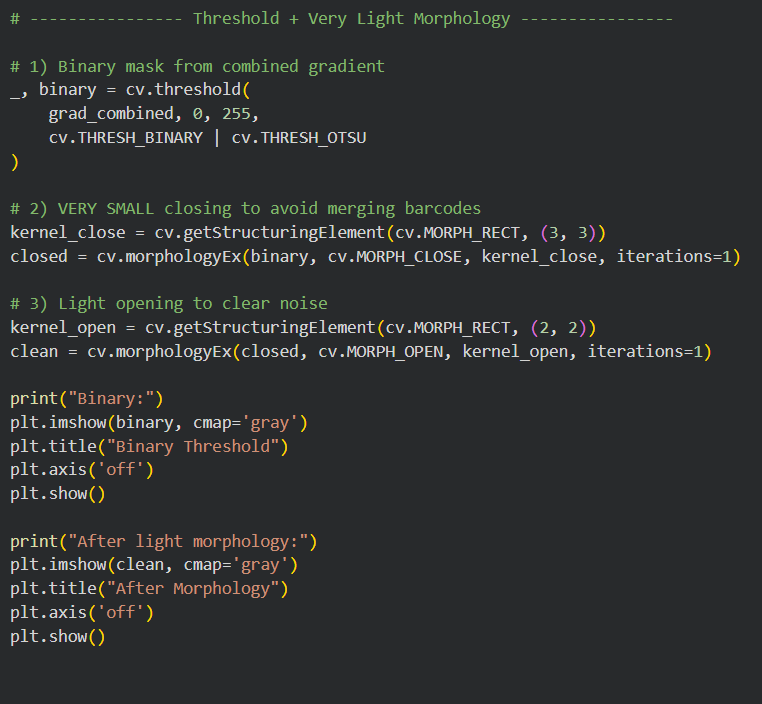 # ---------------- Threshold + Very Light Morphology ----------------
# 1) Binary mask from combined gradient
_, binary = cv.threshold(
    grad_combined, 0, 255,
    cv.THRESH_BINARY | cv.THRESH_OTSU
)
# 2) VERY SMALL closing to avoid merging barcodes
kernel_close = cv.getStructuringElement(cv.MORPH_RECT, (3, 3))
closed = cv.morphologyEx(binary, cv.MORPH_CLOSE, kernel_close, iterations=1)
# 3) Light opening to clear noise
kernel_open = cv.getStructuringElement(cv.MORPH_RECT, (2, 2))
clean = cv.morphologyEx(closed, cv.MORPH_OPEN, kernel_open, iterations=1)
print("Binary:")
plt.imshow(binary, cmap='gray')
plt.title("Binary Threshold")
plt.axis('off')
plt.show()
print("After light morphology:")
plt.imshow(clean, cmap='gray')
plt.title("After Morphology")
plt.axis('off')
plt.show()